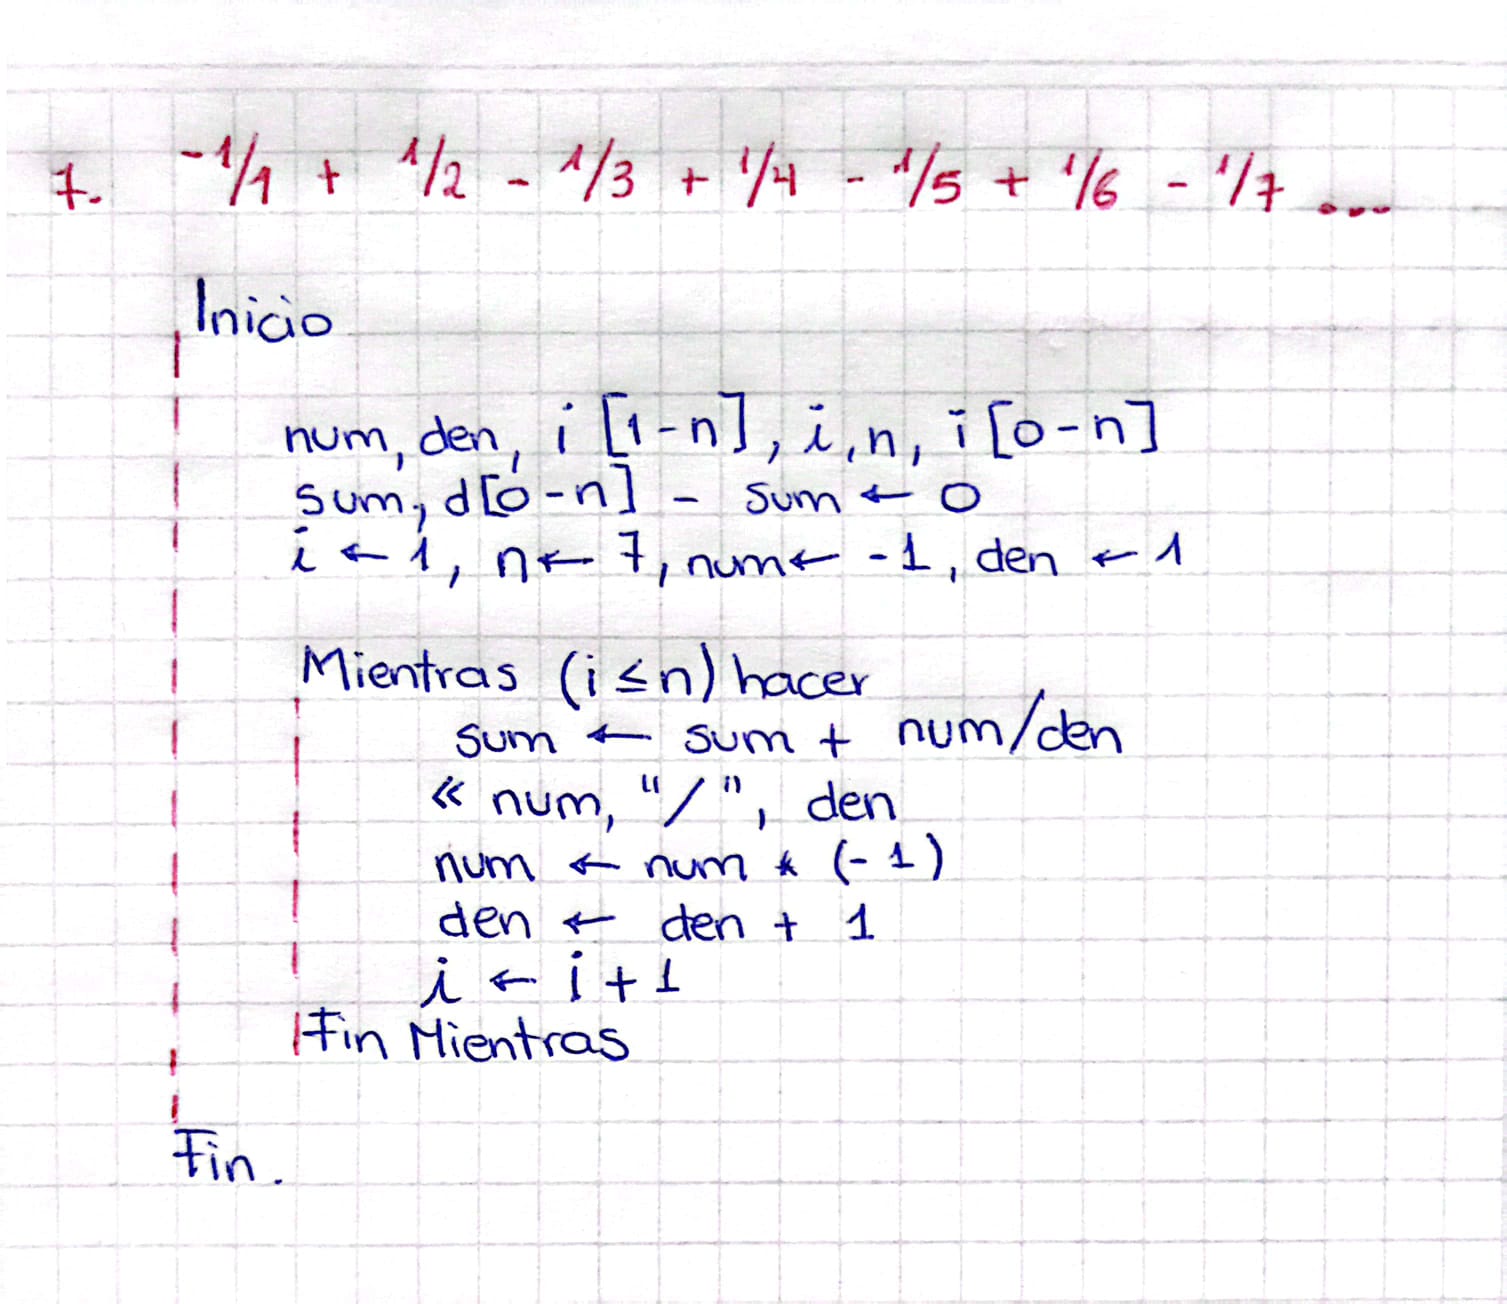 7. -1/1 + 1/2 - 1/3 + 1/4 - 1/5 + 1/6 - 1/7 ...
Inicio
num, den, i [1-n], i, n, i [0-n]
sum, d[0-n] - sum ← 0
i ← 1, n ← 7, num ← -1, den ← 1
Mientras (i ≤ n) hacer
sum ← sum + num/den
« num, "/", den
num ← num * (-1)
den ← den + 1
i ← i + 1
Fin Mientras
Fin.